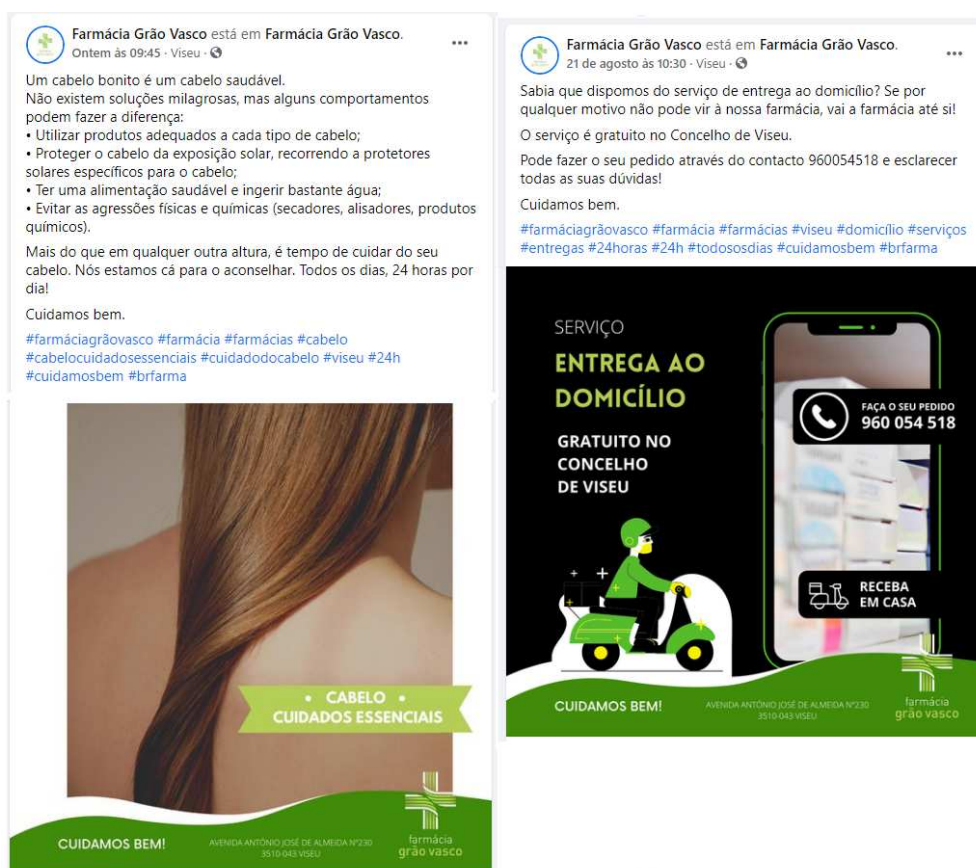 Farmácia Grão Vasco está em Farmácia Grão Vasco.
Ontem às 09:45 · Viseu ·
Um cabelo bonito é um cabelo saudável.
Não existem soluções milagrosas, mas alguns comportamentos
podem fazer a diferença:
• Utilizar produtos adequados a cada tipo de cabelo;
• Proteger o cabelo da exposição solar, recorrendo a protetores
solares específicos para o cabelo;
• Ter uma alimentação saudável e ingerir bastante água;
• Evitar as agressões físicas e químicas (secadores, alisadores, produtos
químicos).
Mais do que em qualquer outra altura, é tempo de cuidar do seu
cabelo. Nós estamos cá para o aconselhar. Todos os dias, 24 horas por
dia!
Cuidamos bem.
#farmáciagrãovasco #farmácia #farmácias #cabelo
#cabelocuidadosessenciais #cuidadodocabelo #viseu #24h
#cuidamosbem #brfarma
• CABELO •
CUIDADOS ESSENCIAIS
CUIDAMOS BEM!
AVENIDA ANTÓNIO JOSÉ DE ALMEIDA Nº230
3510-043 VISEU
farmácia
grão vasco
Farmácia Grão Vasco está em Farmácia Grão Vasco.
21 de agosto às 10:30 · Viseu ·
Sabia que dispomos do serviço de entrega ao domicílio? Se por
qualquer motivo não pode vir à nossa farmácia, vai a farmácia até si!
O serviço é gratuito no Concelho de Viseu.
Pode fazer o seu pedido através do contacto 960054518 e esclarecer
todas as suas dúvidas!
Cuidamos bem.
#farmáciagrãovasco #farmácia #farmácias #viseu #domicílio #serviços
#entregas #24horas #24h #todososdias #cuidamosbem #brfarma
SERVIÇO
ENTREGA AO
DOMICÍLIO
GRATUITO NO
CONCELHO
DE VISEU
FAÇA O SEU PEDIDO
960 054 518
RECEBA
EM CASA
CUIDAMOS BEM!
AVENIDA ANTÓNIO JOSÉ DE ALMEIDA Nº230
3510-043 VISEU
farmácia
grão vasco